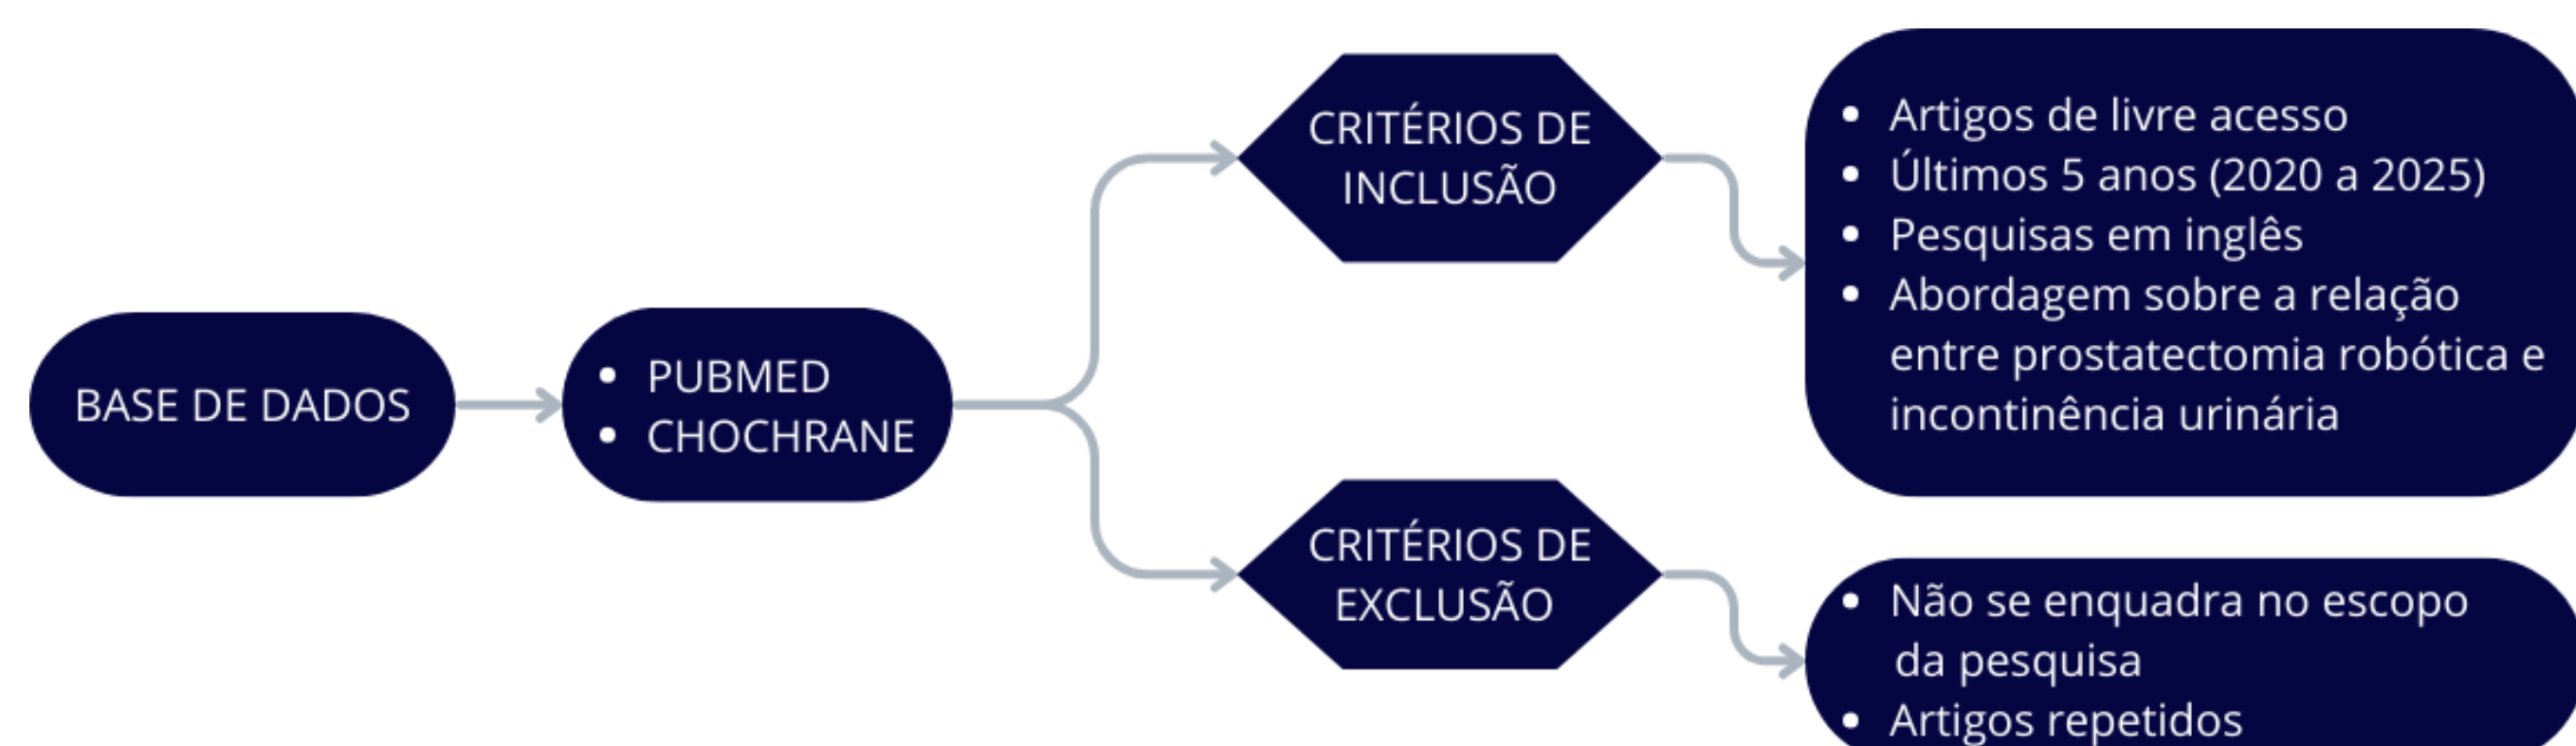 BASE DE DADOS
• PUBMED
• CHOCHRANE
CRITÉRIOS DE
INCLUSÃO
• Artigos de livre acesso
• Últimos 5 anos (2020 a 2025)
• Pesquisas em inglês
• Abordagem sobre a relação
entre prostatectomia robótica e
incontinência urinária
CRITÉRIOS DE
EXCLUSÃO
• Não se enquadra no escopo
da pesquisa
• Artigos repetidos